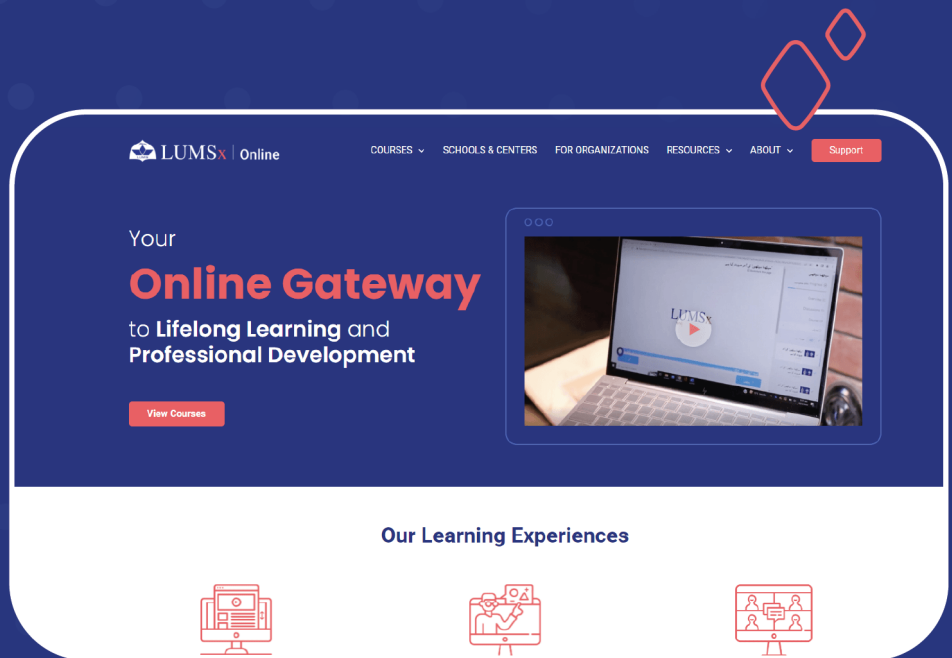 LUMSx | Online
COURSES
SCHOOLS & CENTERS
FOR ORGANIZATIONS
RESOURCES
ABOUT
Support
Your
Online Gateway
to Lifelong Learning and
Professional Development
View Courses
LUMSx
Our Learning Experiences